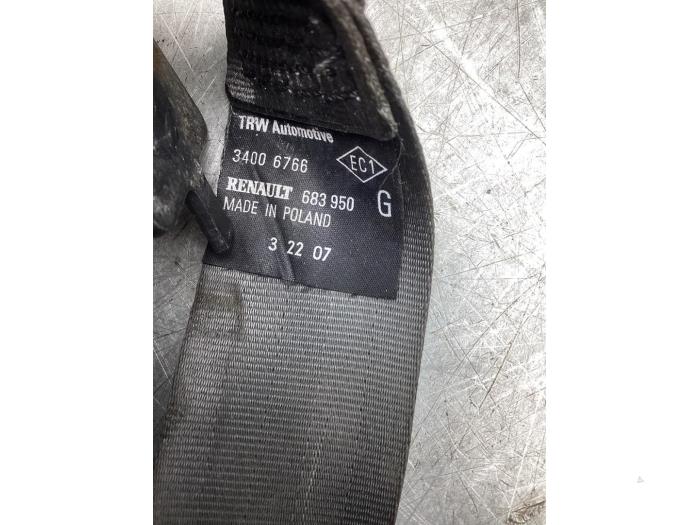 TRW Automotive
3400 6766 EC1
RENAULT 683 950 G
MADE IN POLAND
3 22 07